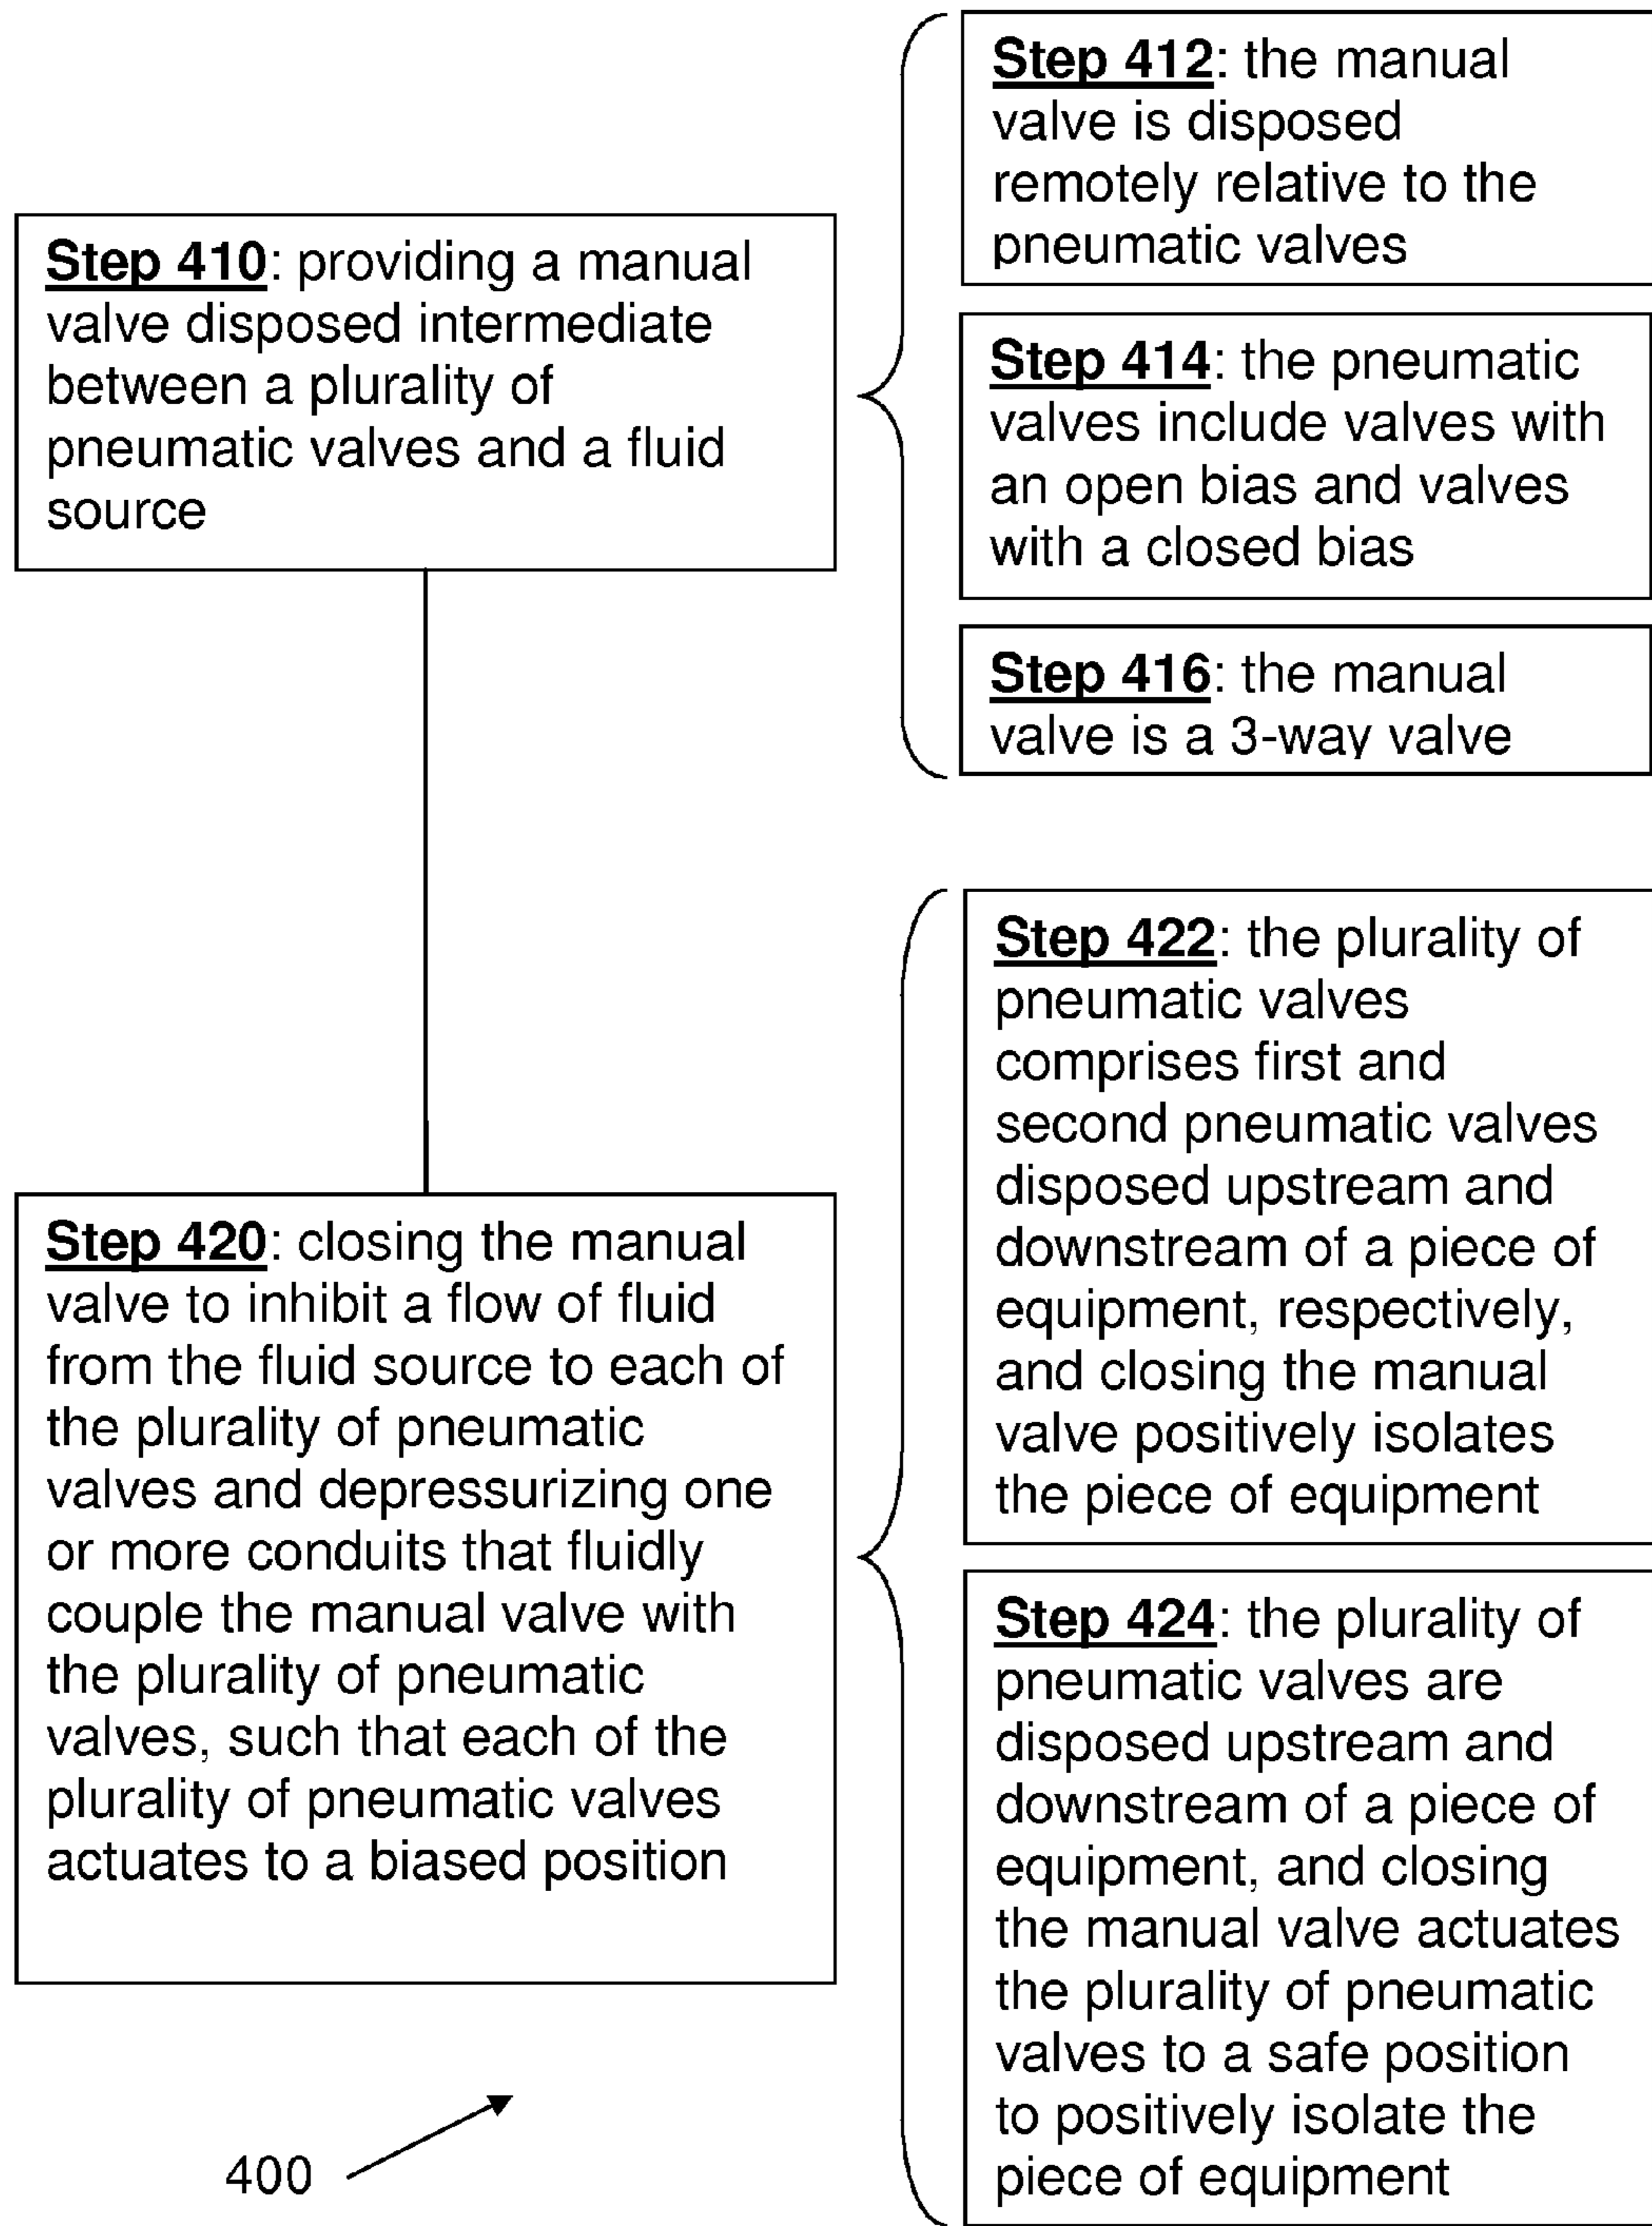 Step 410: providing a manual
valve disposed intermediate
between a plurality of
pneumatic valves and a fluid
source
Step 412: the manual
valve is disposed
remotely relative to the
pneumatic valves
Step 414: the pneumatic
valves include valves with
an open bias and valves
with a closed bias
Step 416: the manual
valve is a 3-way valve
Step 420: closing the manual
valve to inhibit a flow of fluid
from the fluid source to each of
the plurality of pneumatic
valves and depressurizing one
or more conduits that fluidly
couple the manual valve with
the plurality of pneumatic
valves, such that each of the
plurality of pneumatic valves
actuates to a biased position
Step 422: the plurality of
pneumatic valves
comprises first and
second pneumatic valves
disposed upstream and
downstream of a piece of
equipment, respectively,
and closing the manual
valve positively isolates
the piece of equipment
Step 424: the plurality of
pneumatic valves are
disposed upstream and
downstream of a piece of
equipment, and closing
the manual valve actuates
the plurality of pneumatic
valves to a safe position
to positively isolate the
piece of equipment
400